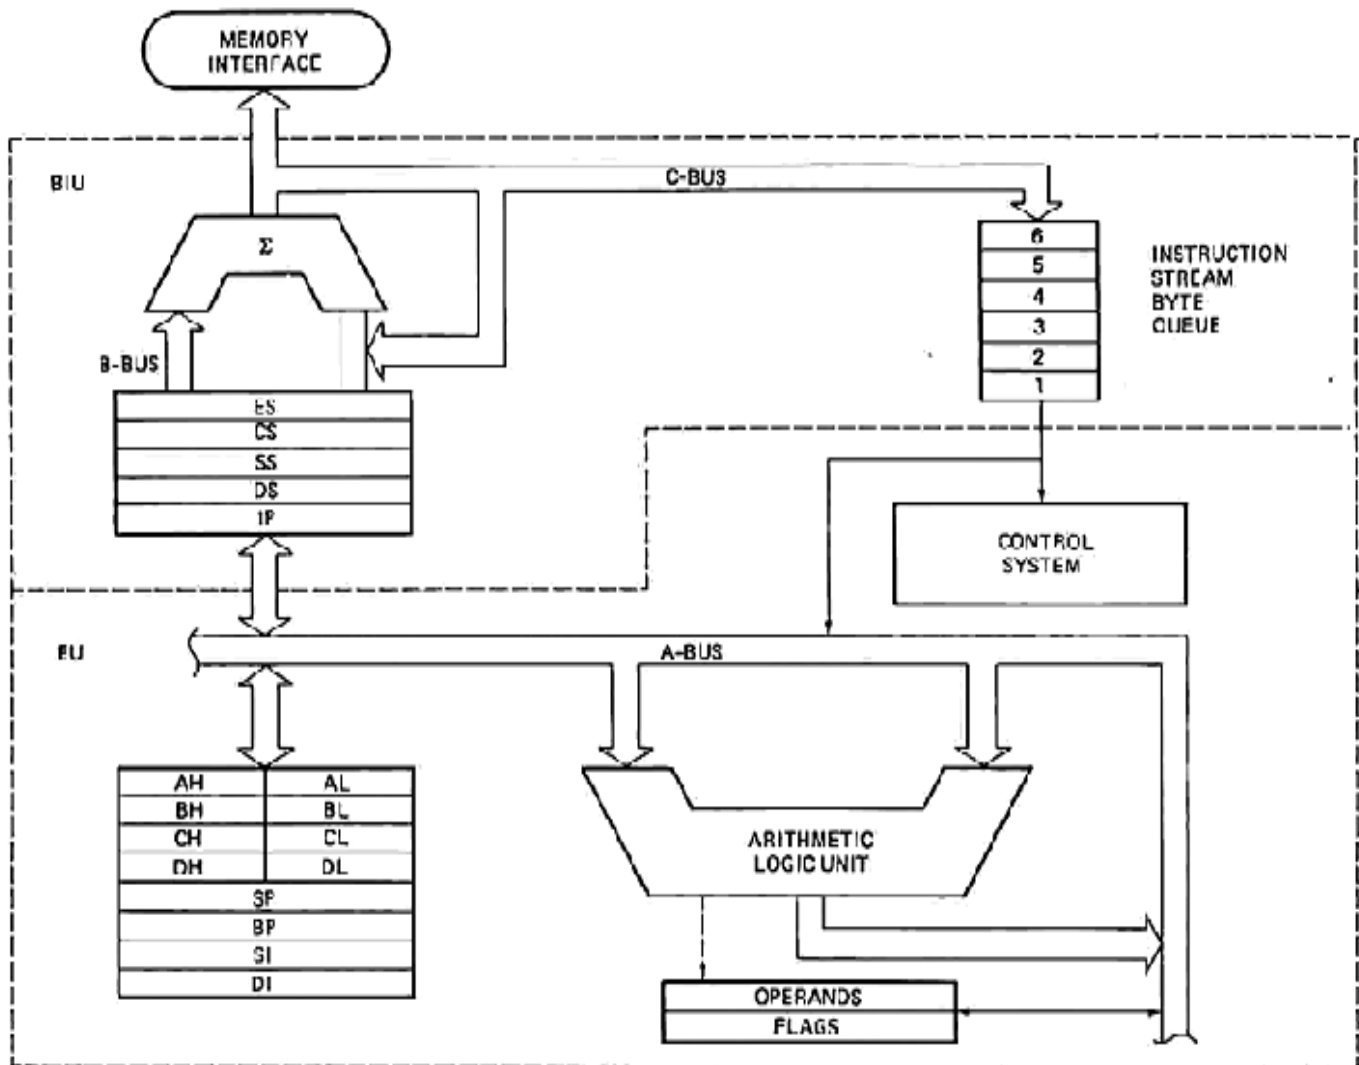 MEMORY
INTERFACE
BIU
C-BUS
Σ
B-BUS
6
5
4
3
2
1
INSTRUCTION
STREAM
BYTE
QUEUE
ES
CS
SS
DS
IP
CONTROL
SYSTEM
EU
A-BUS
AH AL
BH BL
CH CL
DH DL
SP
BP
SI
DI
ARITHMETIC
LOGIC UNIT
OPERANDS
FLAGS